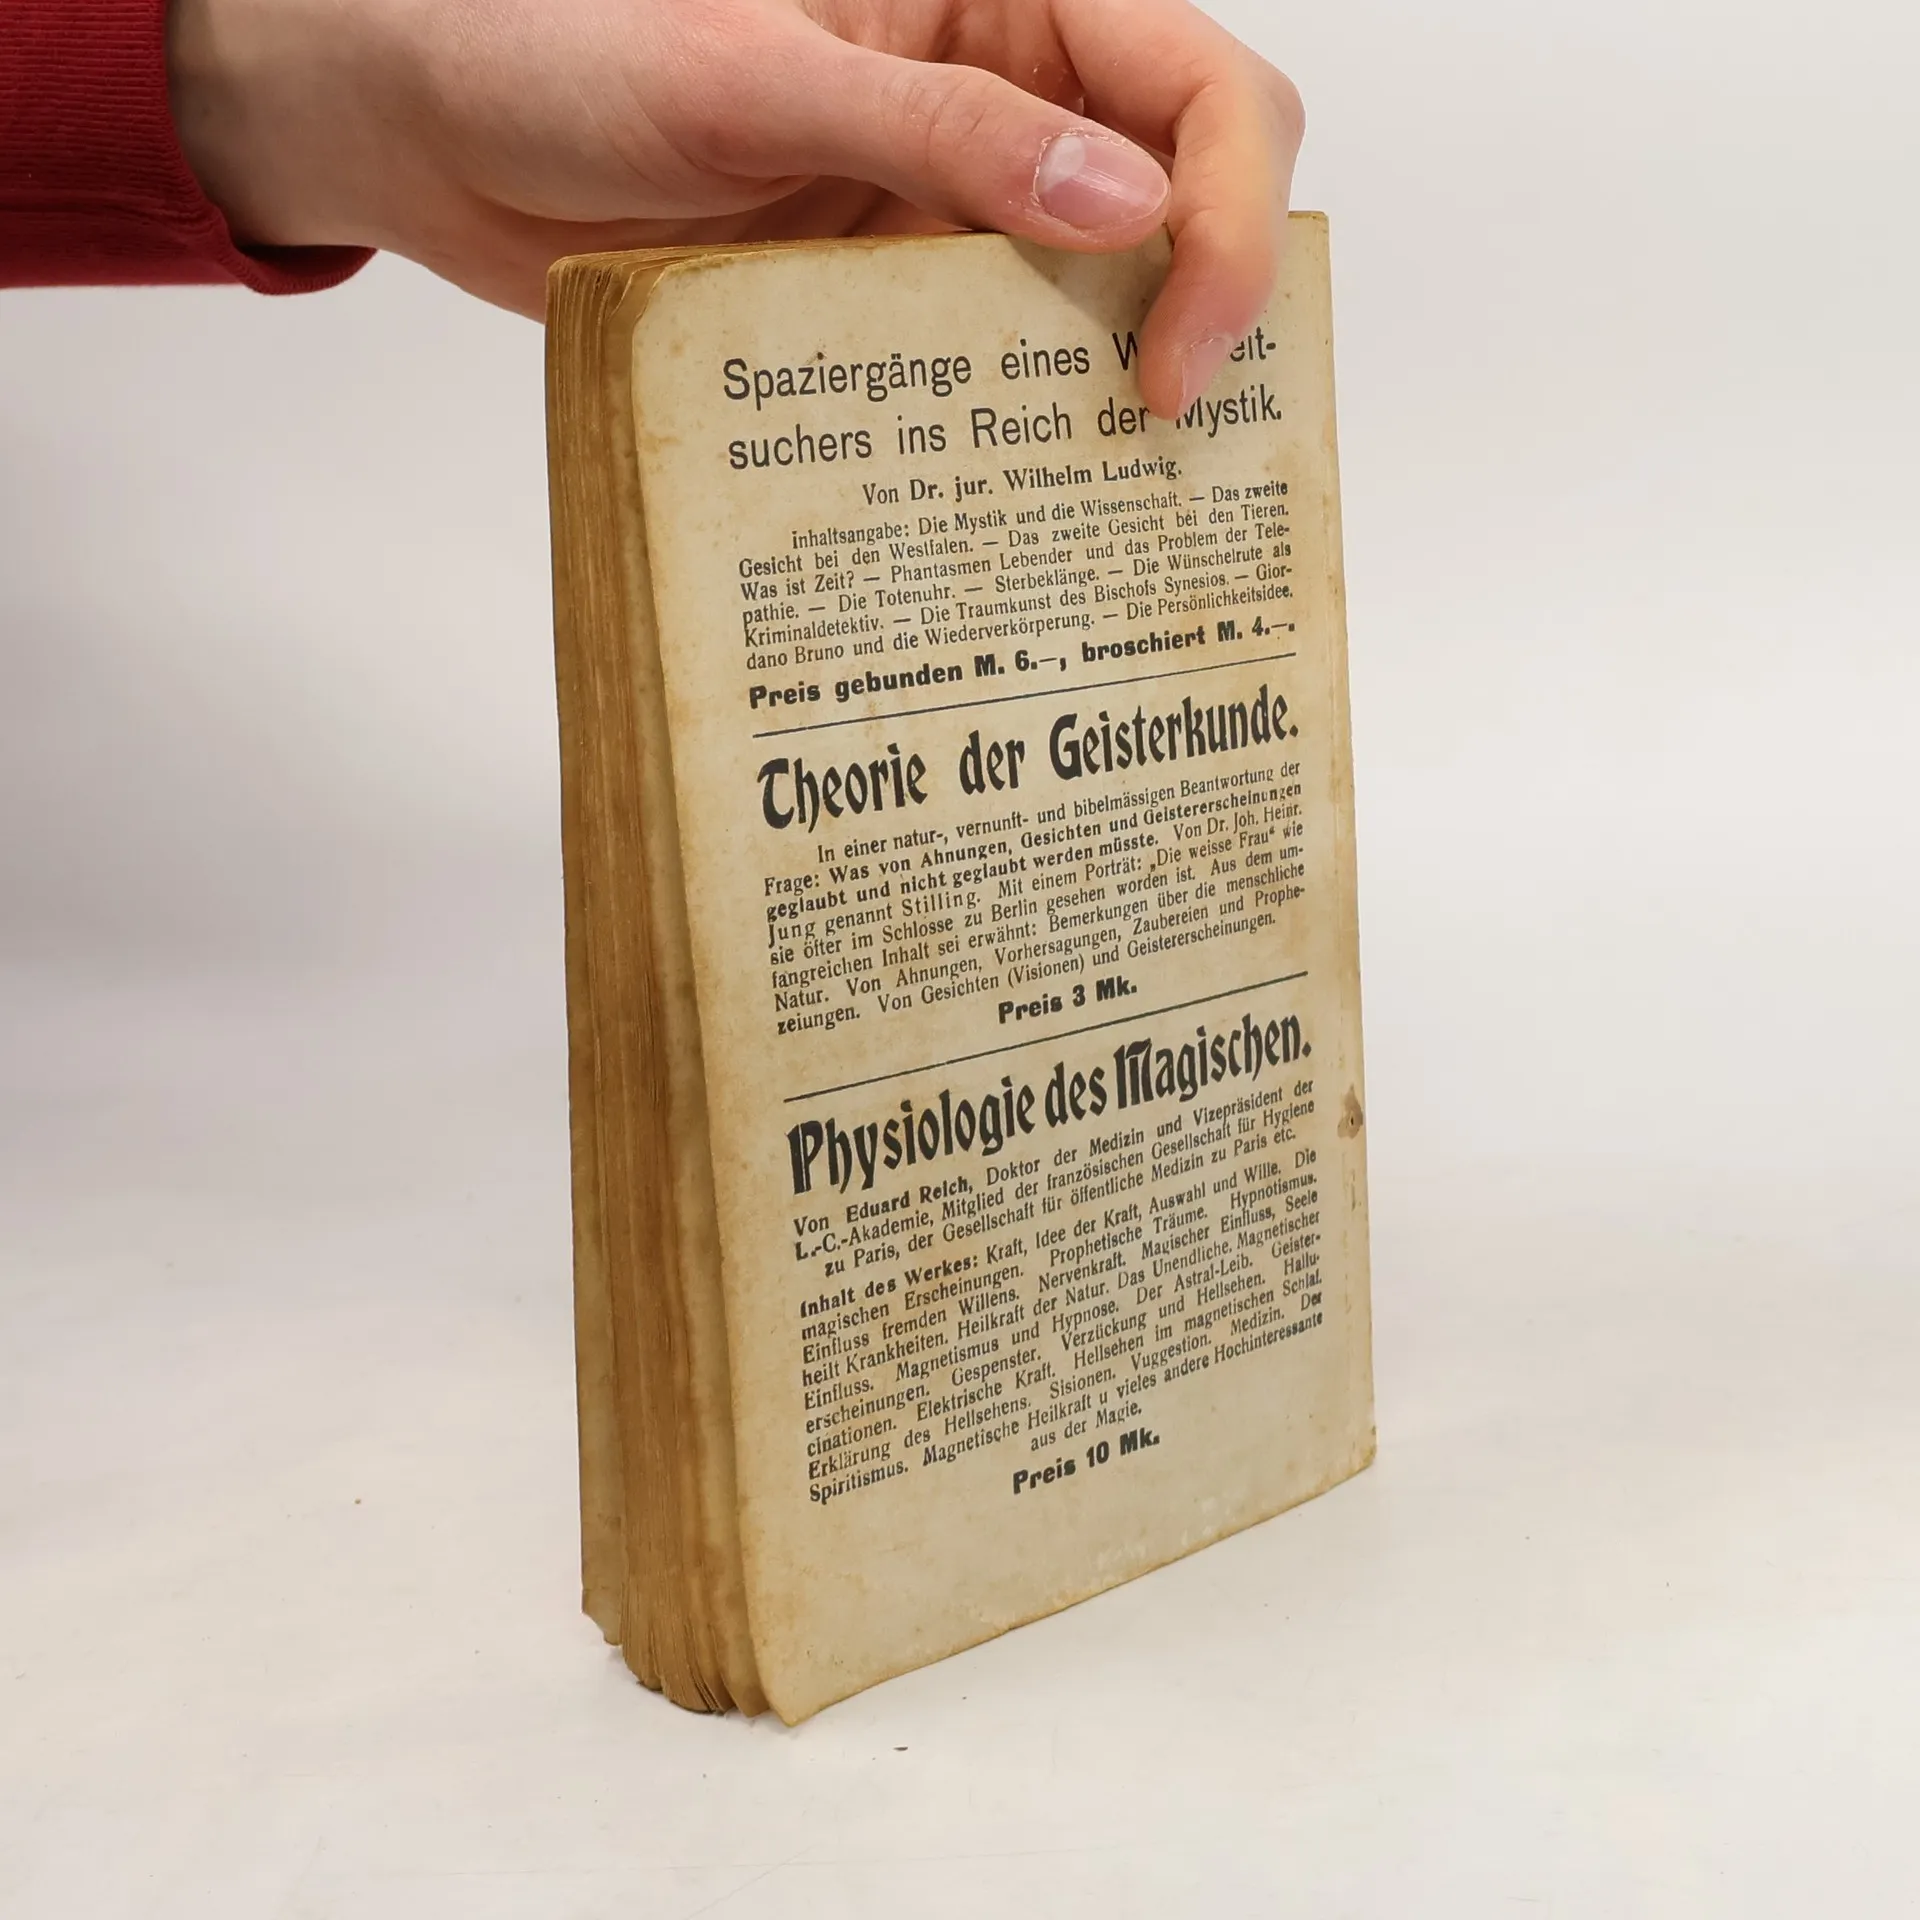 Spaziergänge eines
suchers ins Reich der Mystik.
Von Dr. jur. Wilhelm Ludwig.
Inhaltsangabe: Die Mystik und die Wissenschaft. — Das zweite
Gesicht bei den Westfalen. — Das zweite Gesicht bei den Tieren.
Was ist Zeit? — Phantasmen Lebender und das Problem der Tele-
pathie. — Die Totenuhr. — Sterbeklänge. — Die Wünschelrute als
Kriminaldetektiv. — Die Traumkunst des Bischofs Synesios. — Gior-
dano Bruno und die Wiederverkörperung. — Die Persönlichkeitsidee.
Preis gebunden M. 6.—, broschiert M. 4.—.
Theorie der Geisterkunde.
In einer natur-, vernunft- und bibelmässigen Beantwortung der
Frage: Was von Ahnungen, Gesichten und Geistererscheinungen
geglaubt und nicht geglaubt werden müsste. Von Dr. Joh. Heinr.
Jung genannt Stilling. Mit einem Porträt: „Die weisse Frau“ wie
sie öfter im Schlosse zu Berlin gesehen worden ist. Aus dem um-
fangreichen Inhalt sei erwähnt: Bemerkungen über die menschliche
Natur. Von Ahnungen, Vorhersagungen, Zaubereien und Prophe-
zeiungen. Von Gesichten (Visionen) und Geistererscheinungen.
Preis 3 Mk.
Physiologie des Magischen.
Von Eduard Reich, Doktor der Medizin und Vizepräsident der
L.-C.-Akademie, Mitglied der französischen Gesellschaft für Hygiene
zu Paris, der Gesellschaft für öffentliche Medizin zu Paris etc.
Inhalt des Werkes: Kraft, Idee der Kraft, Auswahl und Wille. Die
magischen Erscheinungen. Prophetische Träume. Hypnotismus.
Einfluss fremden Willens. Nervenkraft. Magischer Einfluss, Seele
heilt Krankheiten. Heilkraft der Natur. Das Unendliche. Magnetischer
Einfluss. Magnetismus und Hypnose. Der Astral-Leib. Geister-
erscheinungen. Gespenster. Verzückung und Hellsehen. Hallu-
cinationen. Elektrische Kraft. Hellsehen im magnetischen Schlaf.
Erklärung des Hellsehens. Sisionen. Vuggestion. Medizin. Der
Spiritismus. Magnetische Heilkraft u vieles andere Hochinteressante
aus der Magie.
Preis 10 Mk.